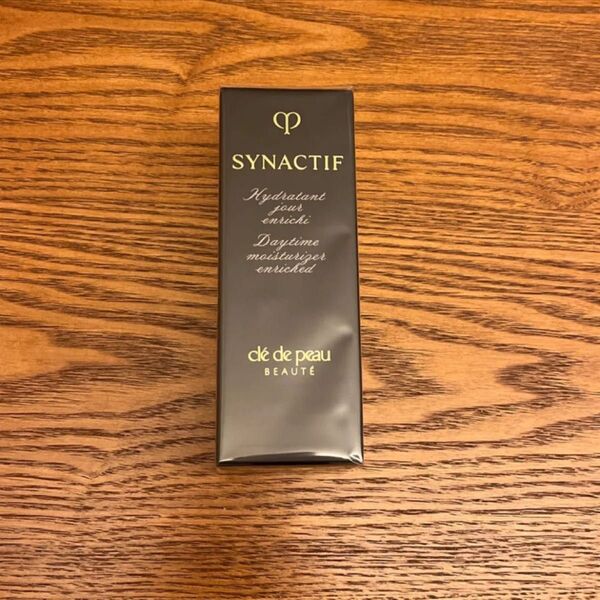 SYNACTIF
Hydratant
jour
enrichi
Daytime
moisturizer
enriched
clé de peau
BEAUTÉ